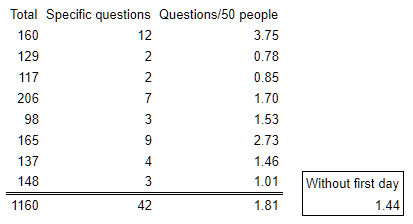 Total Specific questions Questions/50 people
160 12 3.75
129 2 0.78
117 2 0.85
206 7 1.70
98 3 1.53
165 9 2.73
137 4 1.46
148 3 1.01
1160 42 1.81
Without first day
1.44